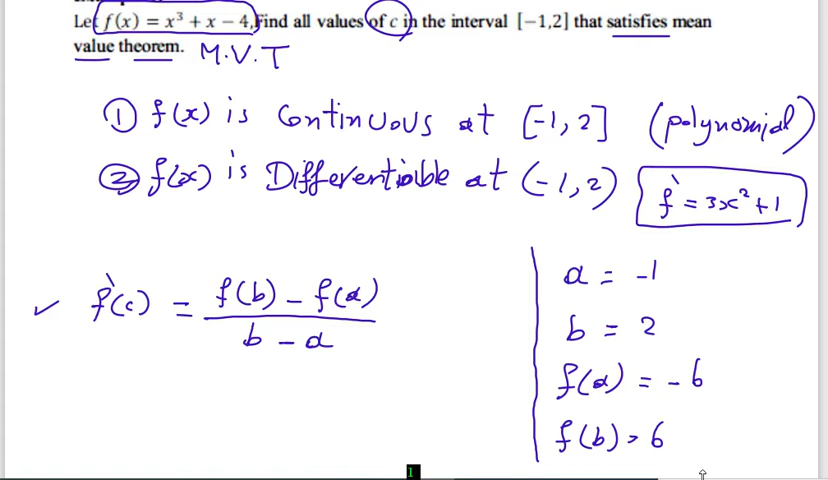 Let f(x) = x³ + x − 4, Find all values of c in the interval [−1,2] that satisfies mean
value theorem. M.V.T
① f(x) is continuous at [-1, 2] (polynomial)
② f(x) is Differentiable at (-1, 2) f` = 3x² + 1
✓ f`(c) = f(b) - f(a) / b - a
a = -1
b = 2
f(a) = -6
f(b) = 6
1